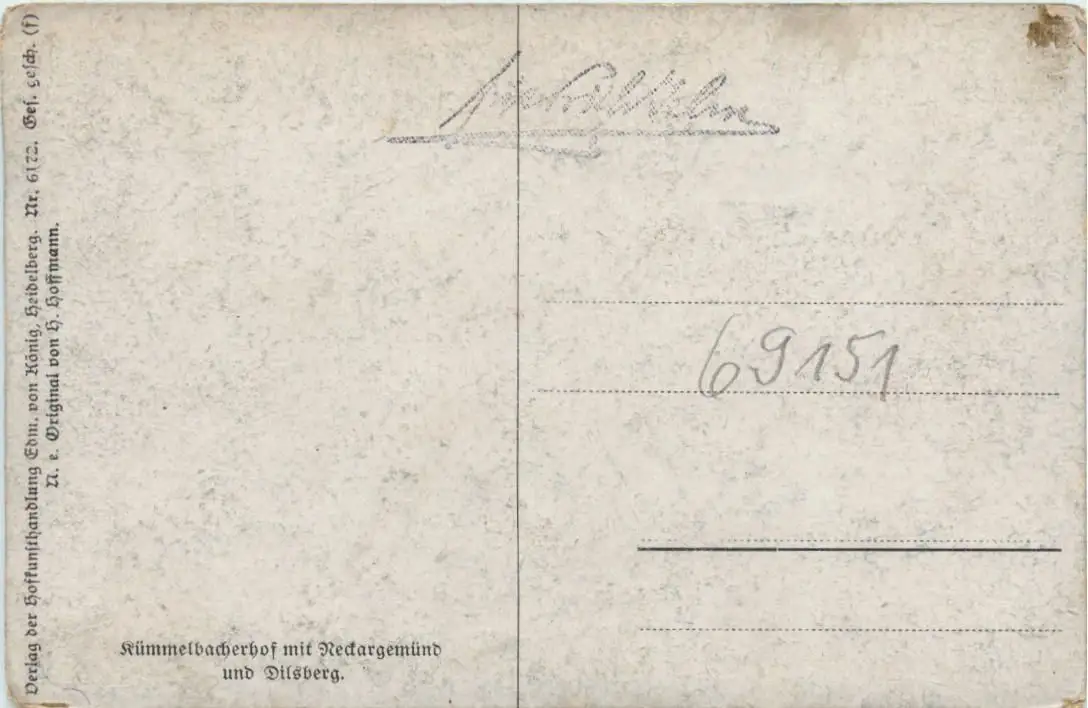 Verlag der Hofkunsthandlung Edm. von König, Heidelberg. Nr. 6172. Ges. gesch. (f)
N. e. Original von H. Hoffmann.
69151
Kümmelbacherhof mit Neckargemünd
und Dilsberg.